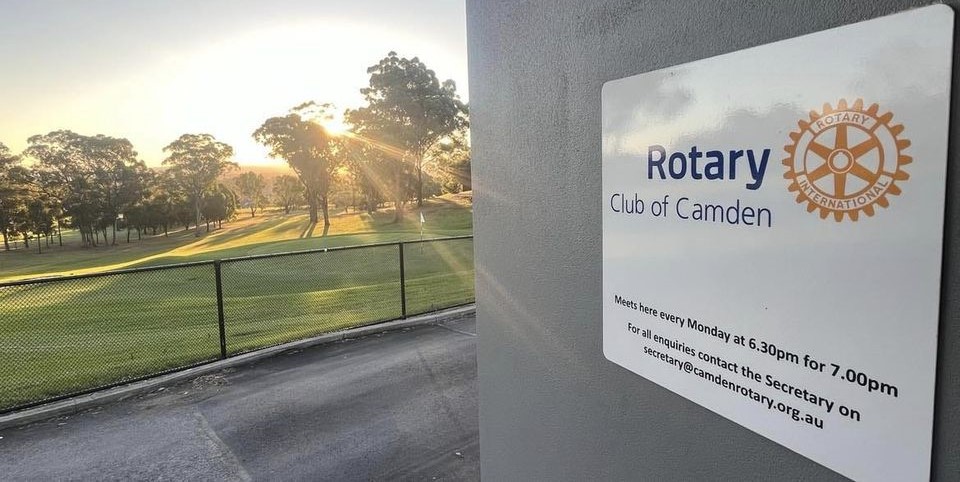 Rotary
Club of Camden
ROTARY
INTERNATIONAL
Meets here every Monday at 6.30pm for 7.00pm
For all enquiries contact the Secretary on
secretary@camdenrotary.org.au